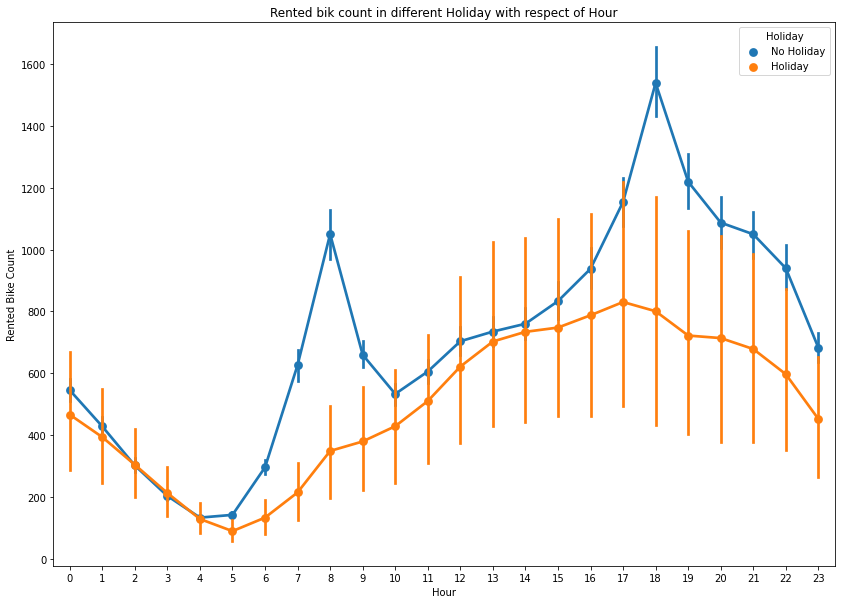 Rented bik count in different Holiday with respect of Hour
Holiday
No Holiday
Holiday
Rented Bike Count
1600
1400
1200
1000
800
600
400
200
0
0 1 2 3 4 5 6 7 8 9 10 11 12 13 14 15 16 17 18 19 20 21 22 23
Hour